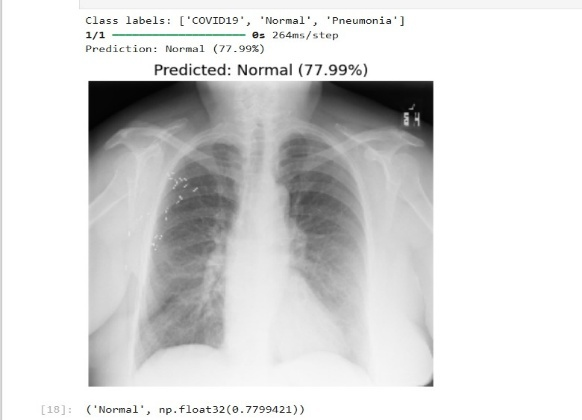 Class labels: ['COVID19', 'Normal', 'Pneumonia']
1/1 ━━━━━━━━━━━━━━━━━━━━ 0s 264ms/step
Prediction: Normal (77.99%)
Predicted: Normal (77.99%)
[18]: ('Normal', np.float32(0.7799421))